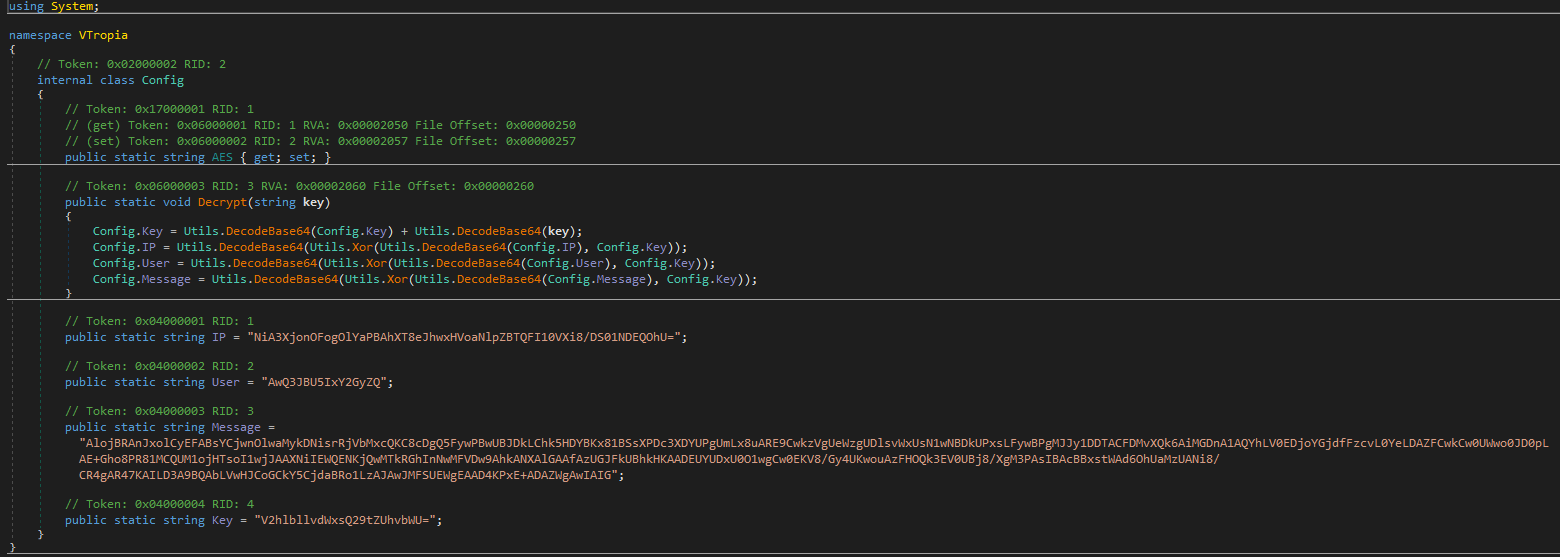 using System;
namespace VTropia
{
// Token: 0x02000002 RID: 2
internal class Config
{
// Token: 0x17000001 RID: 1
// (get) Token: 0x06000001 RID: 1 RVA: 0x00002050 File Offset: 0x00000250
// (set) Token: 0x06000002 RID: 2 RVA: 0x00002057 File Offset: 0x00000257
public static string AES { get; set; }
// Token: 0x06000003 RID: 3 RVA: 0x00002060 File Offset: 0x00000260
public static void Decrypt(string key)
{
Config.Key = Utils.DecodeBase64(Config.Key) + Utils.DecodeBase64(key);
Config.IP = Utils.DecodeBase64(Utils.Xor(Utils.DecodeBase64(Config.IP), Config.Key));
Config.User = Utils.DecodeBase64(Utils.Xor(Utils.DecodeBase64(Config.User), Config.Key));
Config.Message = Utils.DecodeBase64(Utils.Xor(Utils.DecodeBase64(Config.Message), Config.Key));
}
// Token: 0x04000001 RID: 1
public static string IP = "NiA3XjonOFogOlYaPBAhXT8eJhwxHVoaNlpZBTQFI10VXi8/DS01NDEQOhU=";
// Token: 0x04000002 RID: 2
public static string User = "AwQ3JBU5IxY2GyZQ";
// Token: 0x04000003 RID: 3
public static string Message =
"AlojBRAnJxolCyEFABsYCjwnOlwaMykDNisrRjVbMxcQKC8cDgQ5FywPBwUBJDkLChk5HDYBKx81BSsXPDc3XDYUPgUmLx8uARE9CwkzVgUeWzgUDlsvWxUsN1wNBDkUPxsLFywBPgMJJy1DDTACFDMvXQk6AiMGDnA1AQYhLV0EDjoYGjdfFzcvL0YeLDAZFCwkCw0UWwo0JD0pL
AE+Gho8PR81MCQUM1ojHTsoI1wjJAAXNiIEWQENKjQwMTkRGhInNwMFVDw9AhkANXAlGAAfAzUGJFkUBhkHKAADEUYUDxU0O1wgCw0EKV8/Gy4UKwouAzFHOQk3EV0UBj8/XgM3PAsIBAcBBxstWAd6OhUaMzUANi8/
CR4gAR47KAILD3A9BQAbLVwHJCoGCkY5CjdaBRo1LzAJAwJMFSUEWgEAAD4KPxE+ADAZWgAwIAIG";
// Token: 0x04000004 RID: 4
public static string Key = "V2hlbllvdWxsQ29tZUhvbWU=";
}
}